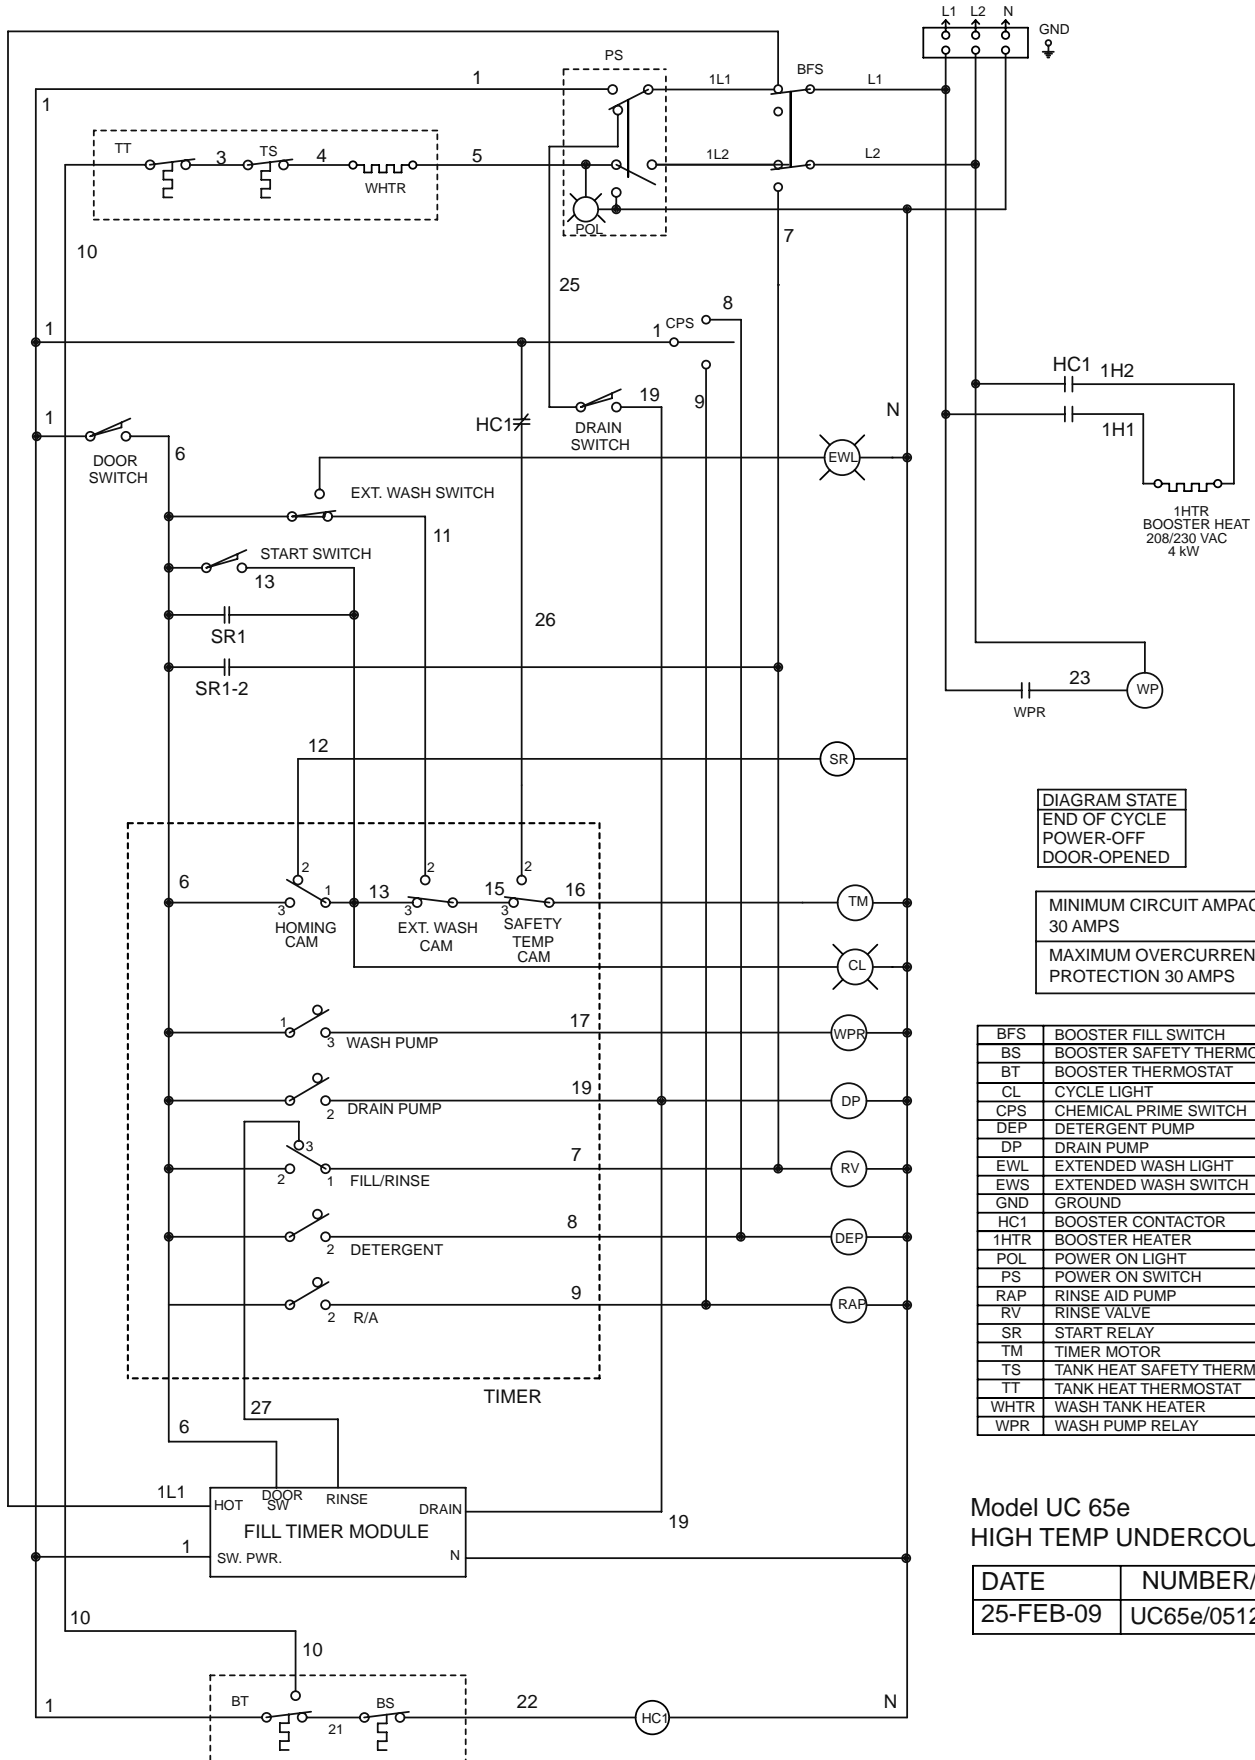 L1 L2 N
GND
PS
1 1L1 BFS L1
1
TT 3 TS 4 5 1L2 L2
WHTR
POL
10 7
25
8
1 1 CPS
HC1 1H2
1 19 9 N
HC1 DRAIN SWITCH 1H1
DOOR SWITCH 6
EWL
EXT. WASH SWITCH
1HTR
BOOSTER HEAT
208/230 VAC
4 kW
11
START SWITCH
13
SR1 26
SR1-2
23 WP
WPR
12 SR
DIAGRAM STATE
END OF CYCLE
POWER-OFF
DOOR-OPENED
2 2 2
6 3 1 13 3 15 3 16 TM
HOMING CAM
EXT. WASH CAM
SAFETY TEMP CAM
MINIMUM CIRCUIT
30 AMPS
MAXIMUM
PROTECTION 30 AMPS
CL
1 3 WASH PUMP 17 WPR
2 DRAIN PUMP 19 DP
3 2 1 FILL/RINSE 7 RV
2 DETERGENT 8 DEP
2 R/A 9 RAP
TIMER
BFS BOOSTER FILL SWITCH
BS BOOSTER SAFETY
BT BOOSTER THERMOSTAT
CL CYCLE LIGHT
CPS CHEMICAL PRIME SWITCH
DEP DETERGENT PUMP
DP DRAIN PUMP
EWL EXTENDED WASH LIGHT
EWS EXTENDED WASH SWITCH
GND GROUND
HC1 BOOSTER CONTACTOR
1HTR BOOSTER HEATER
POL POWER ON LIGHT
PS POWER ON SWITCH
RAP RINSE AID PUMP
RV RINSE VALVE
SR START RELAY
TM TIMER MOTOR
TS TANK HEAT SAFETY
TT TANK HEAT THERMOSTAT
WHTR WASH TANK HEATER
WPR WASH PUMP RELAY
27
6
1L1 HOT DOOR SW RINSE DRAIN 19
FILL TIMER MODULE
1 SW. PWR. N
Model UC 65e
HIGH TEMP
DATE NUMBER/
25-FEB-09 UC65e/0512
10
10
1 BT 21 BS 22 HC1 N